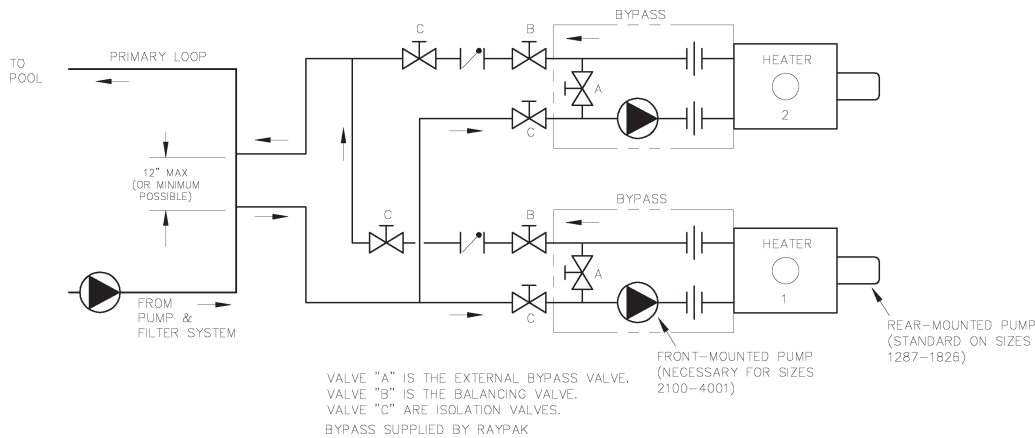 BYPASS
C
B
TO
POOL
PRIMARY LOOP
HEATER
2
A
C
12" MAX
(OR MINIMUM
POSSIBLE)
BYPASS
C
B
HEATER
1
A
C
FROM
PUMP &
FILTER SYSTEM
REAR-MOUNTED PUMP
(STANDARD ON SIZES
1287-1826)
FRONT-MOUNTED PUMP
(NECESSARY FOR SIZES
2100-4001)
VALVE "A" IS THE EXTERNAL BYPASS VALVE.
VALVE "B" IS THE BALANCING VALVE.
VALVE "C" ARE ISOLATION VALVES.
BYPASS SUPPLIED BY RAYPAK